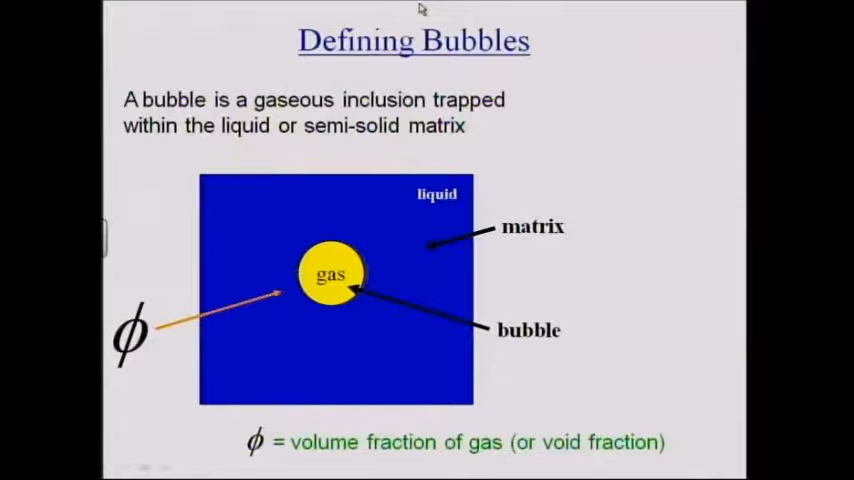 Defining Bubbles
A bubble is a gaseous inclusion trapped
within the liquid or semi-solid matrix
liquid
matrix
gas
ϕ
bubble
ϕ = volume fraction of gas (or void fraction)